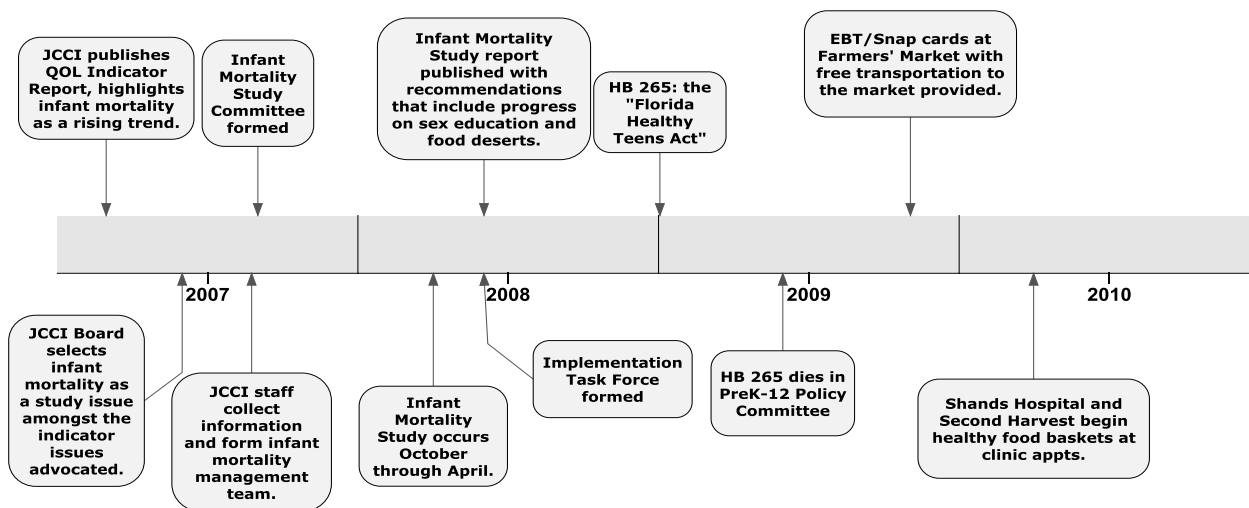 JCCI publishes
QOL Indicator
Report, highlights
infant mortality
as a rising trend.
Infant
Mortality
Study
Committee
formed
Infant Mortality
Study report
published with
recommendations
that include progress
on sex education and
food deserts.
HB 265: the
"Florida
Healthy
Teens Act"
EBT/Snap cards at
Farmers' Market with
free transportation to
the market provided.
2007
2008
2009
2010
JCCI Board
selects
infant
mortality as
a study issue
amongst the
indicator
issues
advocated.
JCCI staff
collect
information
and form infant
mortality
management
team.
Infant
Mortality
Study occurs
October
through April.
Implementation
Task Force
formed
HB 265 dies in
PreK-12 Policy
Committee
Shands Hospital and
Second Harvest begin
healthy food baskets at
clinic appts.